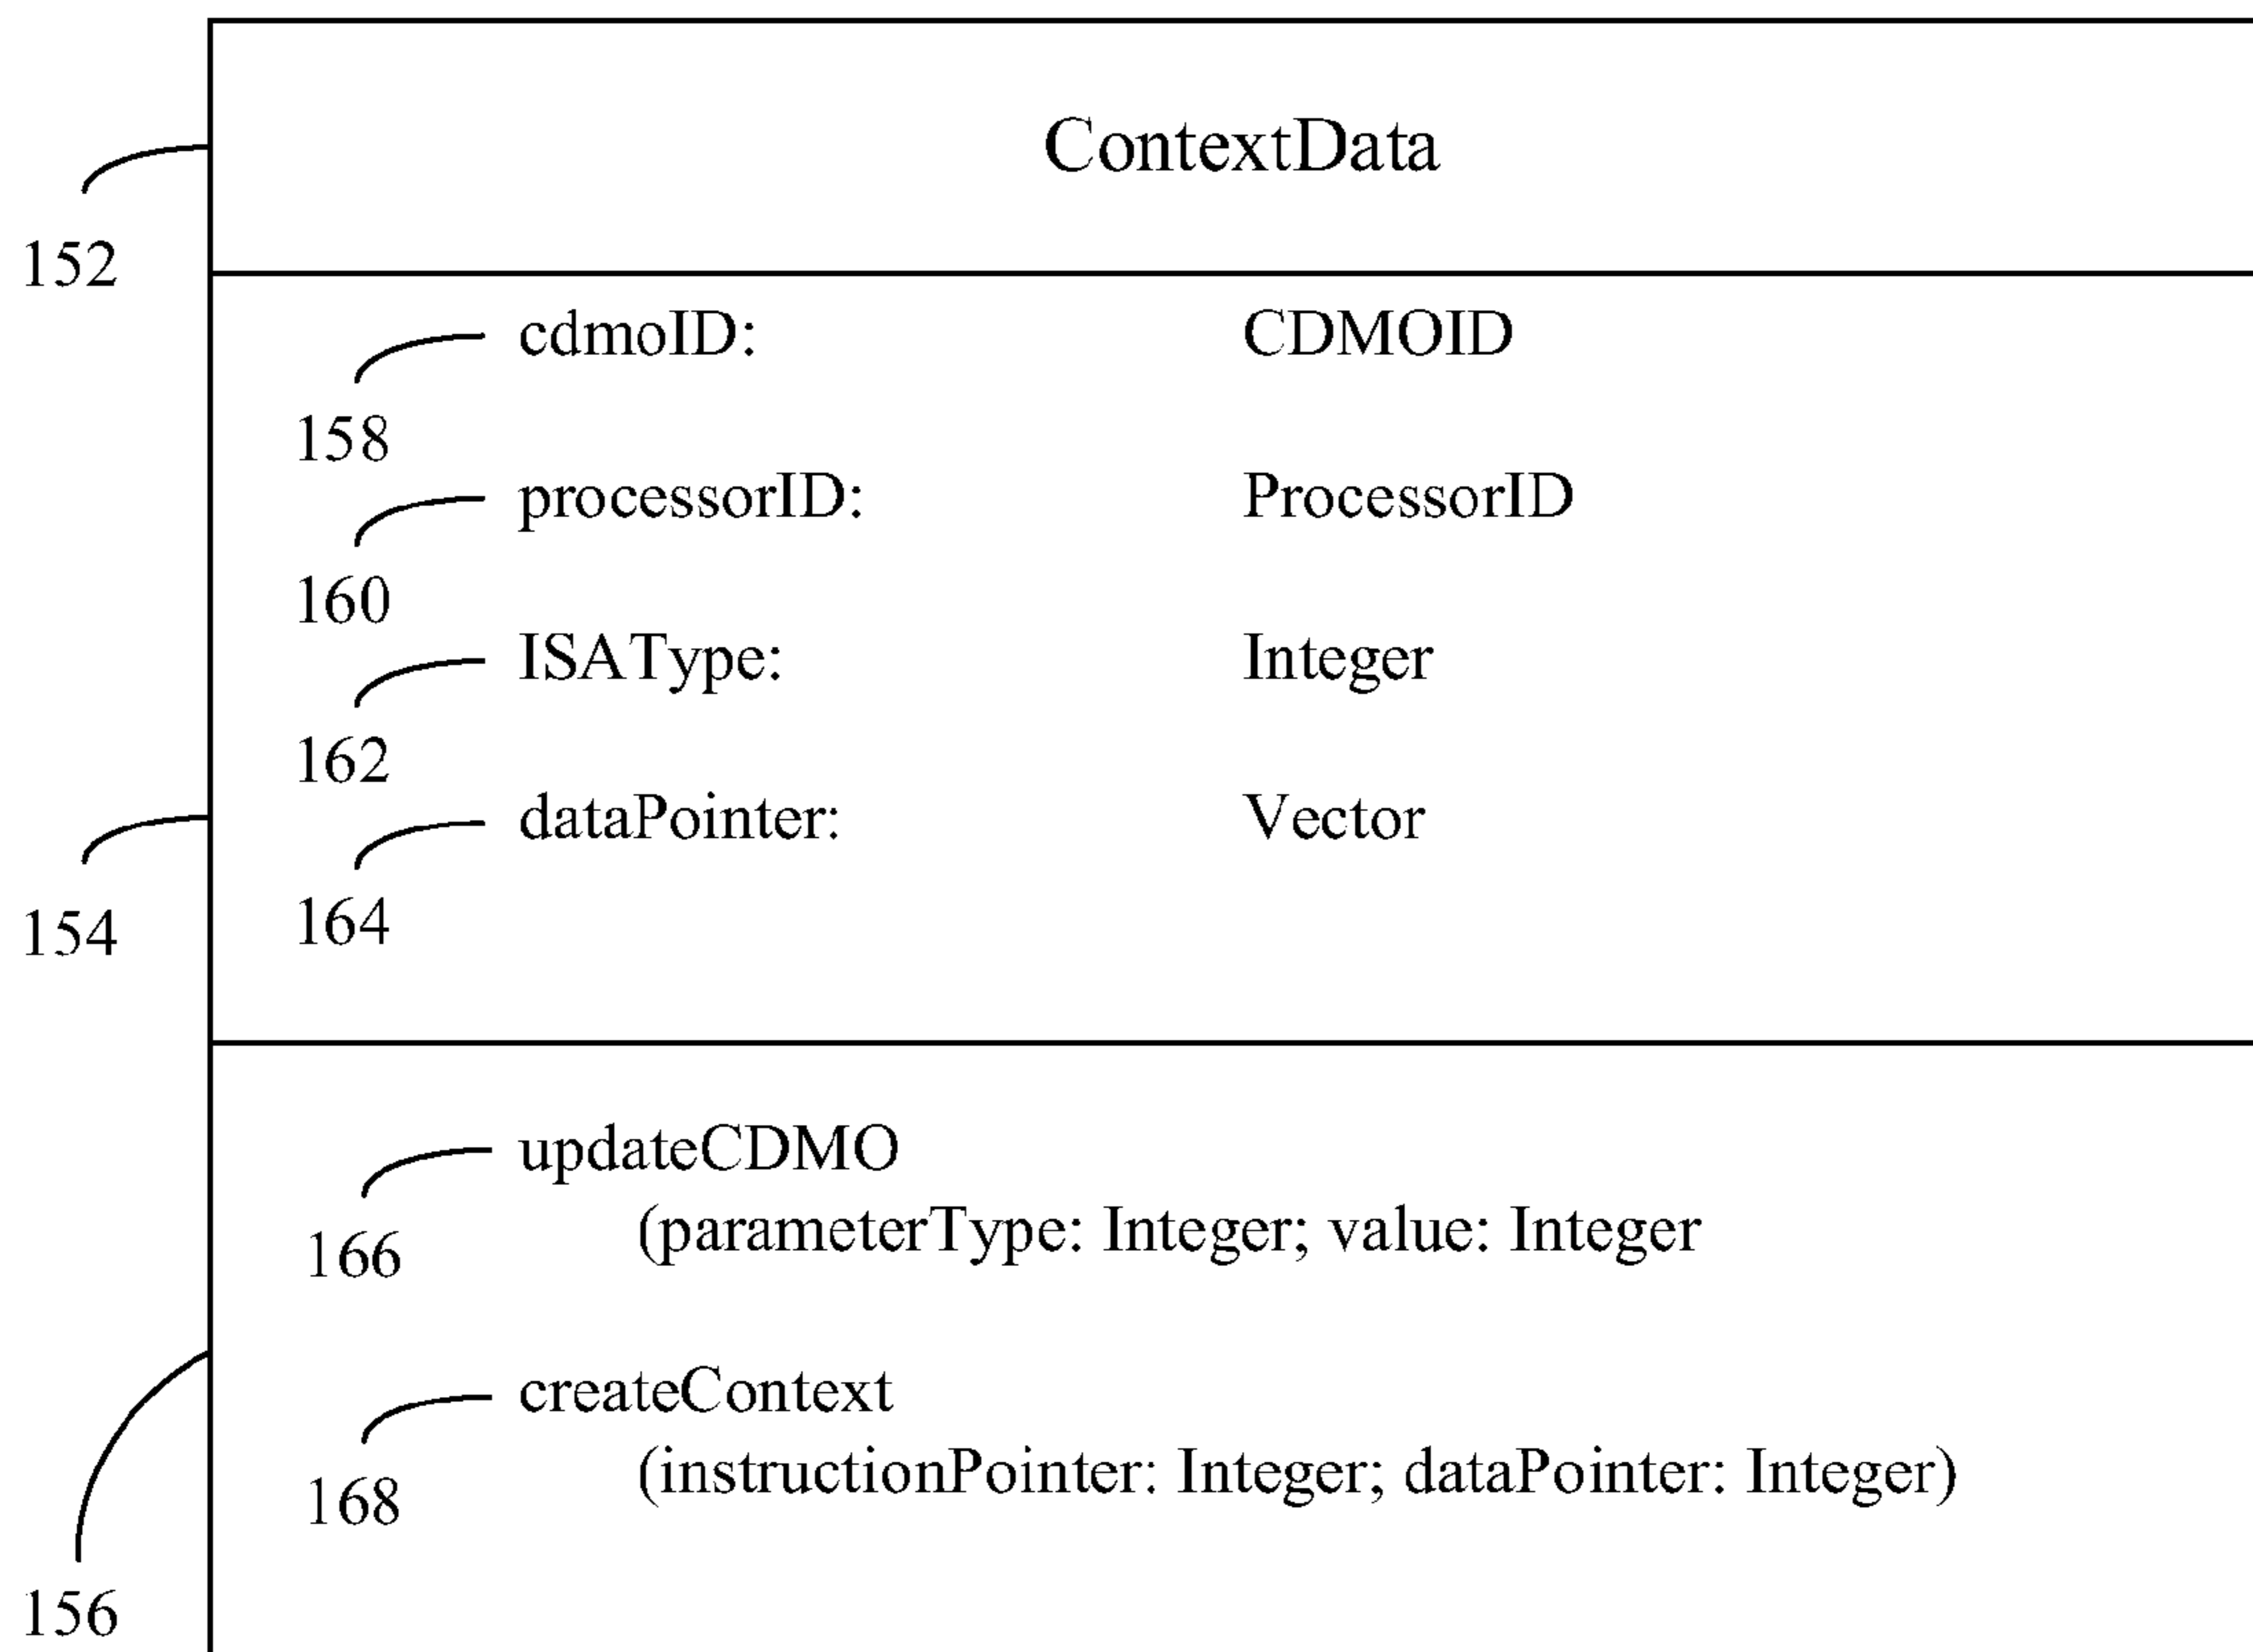 ContextData
152
cdmoID: CDMOID
158
processorID: ProcessorID
160
ISAType: Integer
162
dataPointer: Vector
154
164
updateCDMO
(parameterType: Integer; value: Integer
166
createContext
(instructionPointer: Integer; dataPointer: Integer)
168
156